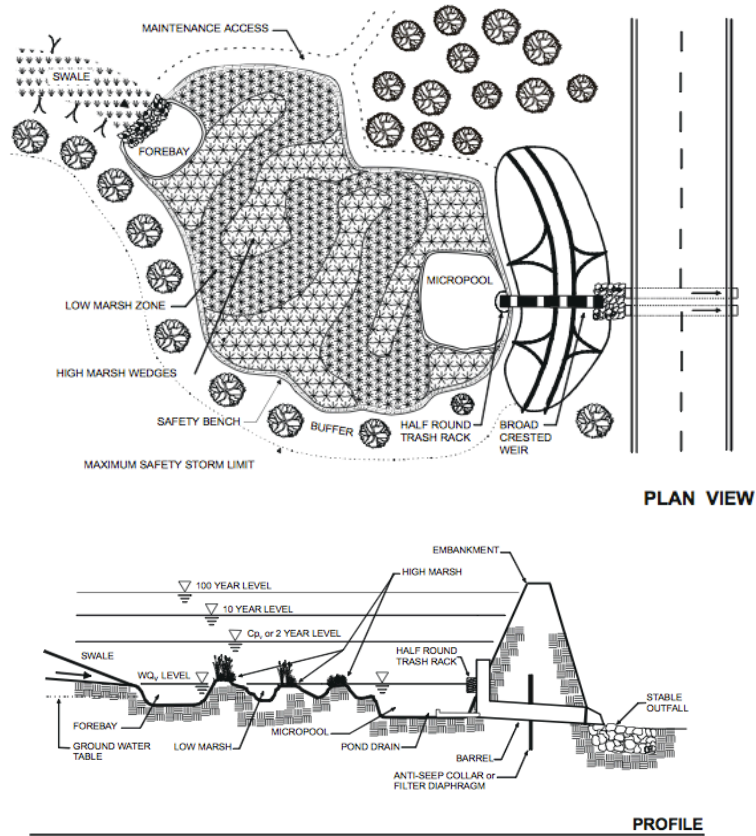 MAINTENANCE ACCESS
SWALE
FOREBAY
MICROPOOL
LOW MARSH ZONE
HIGH MARSH WEDGES
SAFETY BENCH
BUFFER
HALF ROUND
TRASH RACK
BROAD
CRESTED
WEIR
MAXIMUM SAFETY STORM LIMIT
PLAN VIEW
EMBANKMENT
HIGH MARSH
100 YEAR LEVEL
10 YEAR LEVEL
Cpᵥ or 2 YEAR LEVEL
HALF ROUND
TRASH RACK
SWALE
WQᵥ LEVEL
STABLE
OUTFALL
FOREBAY
GROUND WATER
TABLE
LOW MARSH
MICROPOOL
POND DRAIN
BARREL
ANTI-SEEP COLLAR or
FILTER DIAPHRAGM
PROFILE